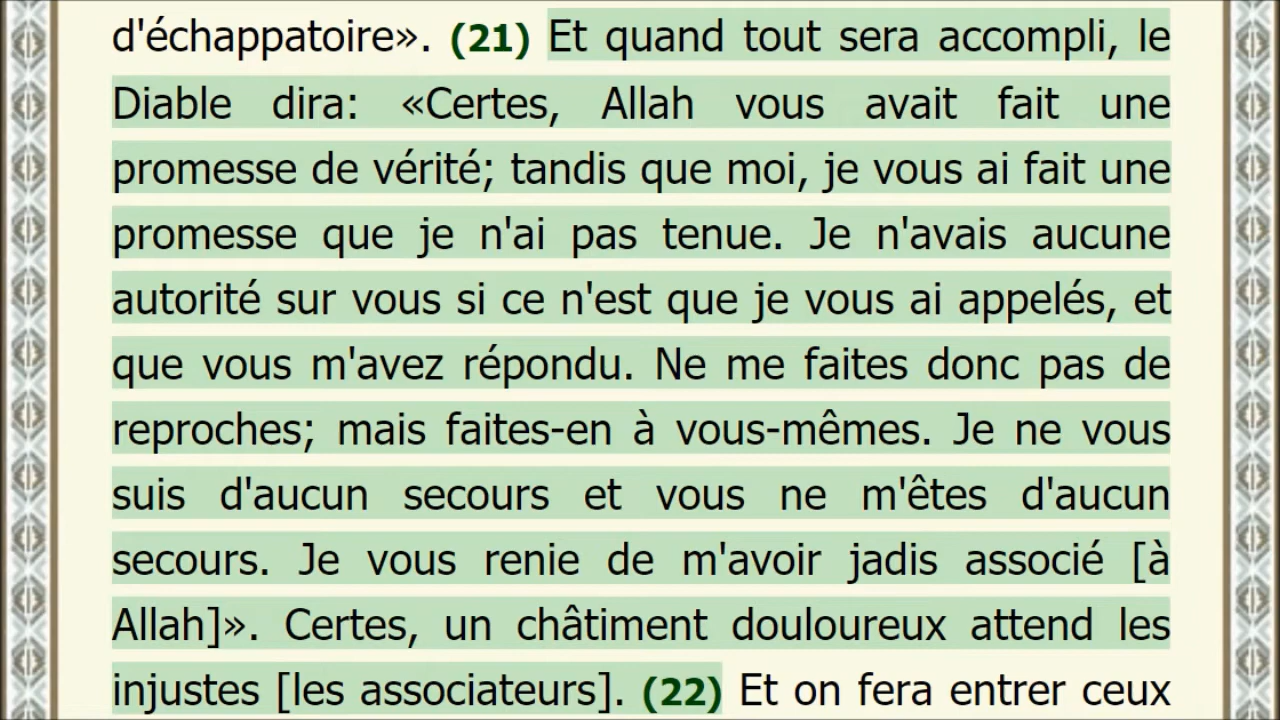 d'échappatoire». (21) Et quand tout sera accompli, le
Diable dira: «Certes, Allah vous avait fait une
promesse de vérité; tandis que moi, je vous ai fait une
promesse que je n'ai pas tenue. Je n'avais aucune
autorité sur vous si ce n'est que je vous ai appelés, et
que vous m'avez répondu. Ne me faites donc pas de
reproches; mais faites-en à vous-mêmes. Je ne vous
suis d'aucun secours et vous ne m'êtes d'aucun
secours. Je vous renie de m'avoir jadis associé [à
Allah]». Certes, un châtiment douloureux attend les
injustes [les associateurs]. (22) Et on fera entrer ceux